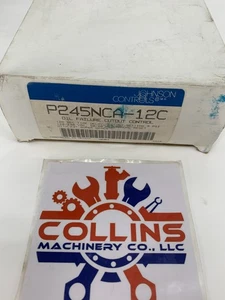 JOHNSON
CONTROLS
P245NCA-12C
OIL FAILURE CUTOUT CONTROL
COLLINS
MACHINERY CO., LLC